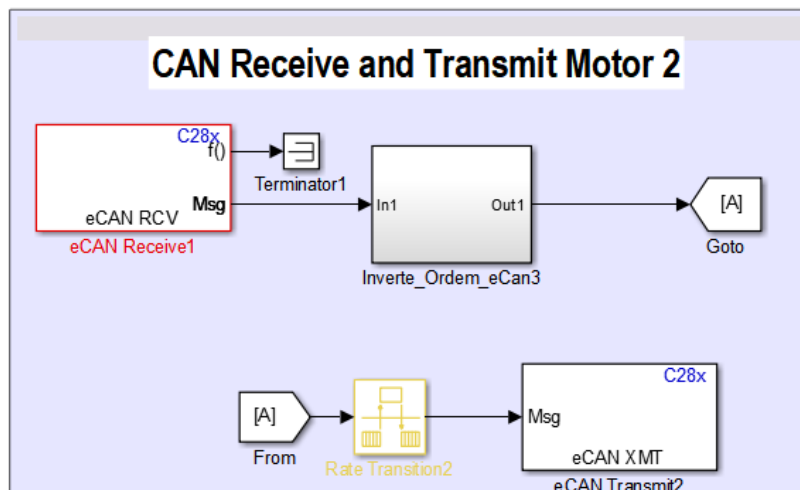 CAN Receive and Transmit Motor 2
C28x
f()
Terminator1
Msg
eCAN RCV
eCAN Receive1
In1
Out1
Inverte_Ordem_eCan3
[A]
Goto
C28x
[A]
Msg
eCAN XMT
From
Rate Transition2
eCAN Transmit2